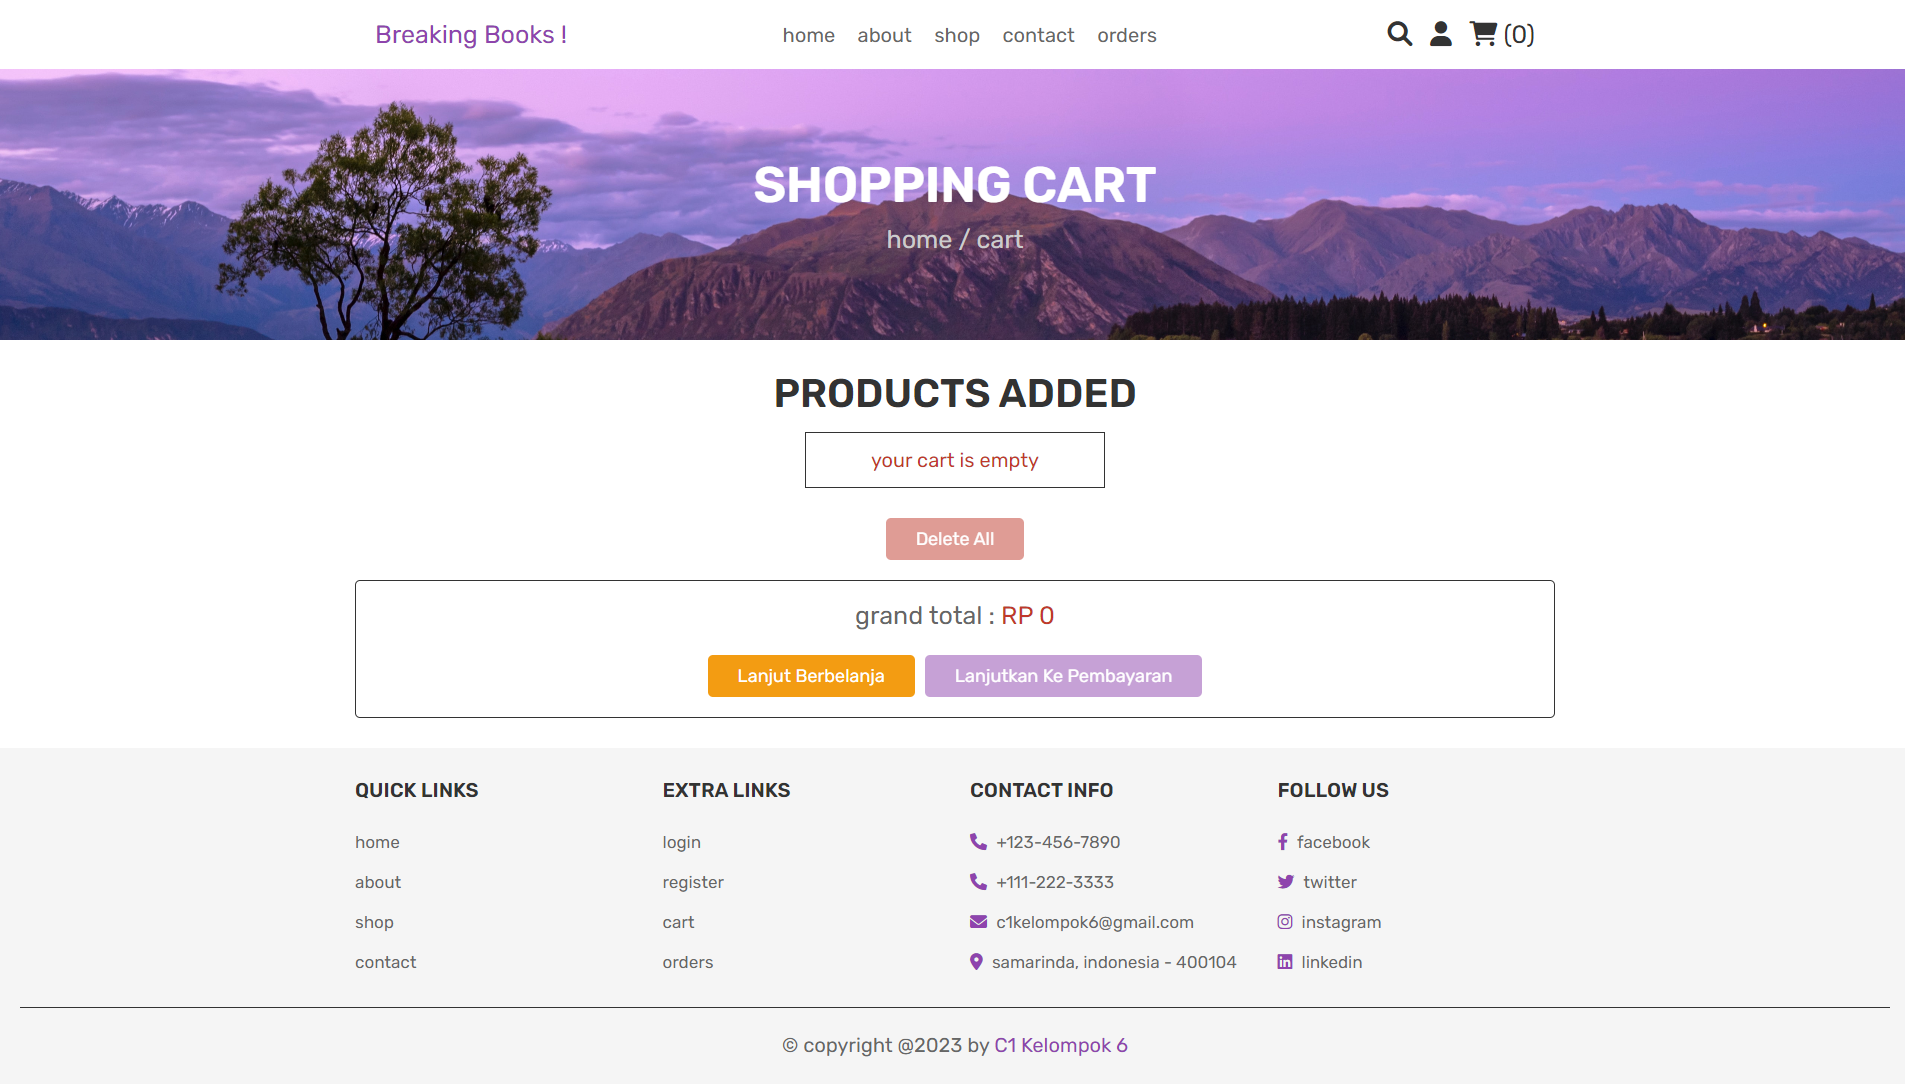 Breaking Books !
home about shop contact orders
(0)
SHOPPING CART
home / cart
PRODUCTS ADDED
your cart is empty
Delete All
grand total : RP 0
Lanjut Berbelanja
Lanjutkan Ke Pembayaran
QUICK LINKS
home
about
shop
contact
EXTRA LINKS
login
register
cart
orders
CONTACT INFO
+123-456-7890
+111-222-3333
c1kelompok6@gmail.com
samarinda, indonesia - 400104
FOLLOW US
facebook
twitter
instagram
linkedin
© copyright @2023 by C1 Kelompok 6